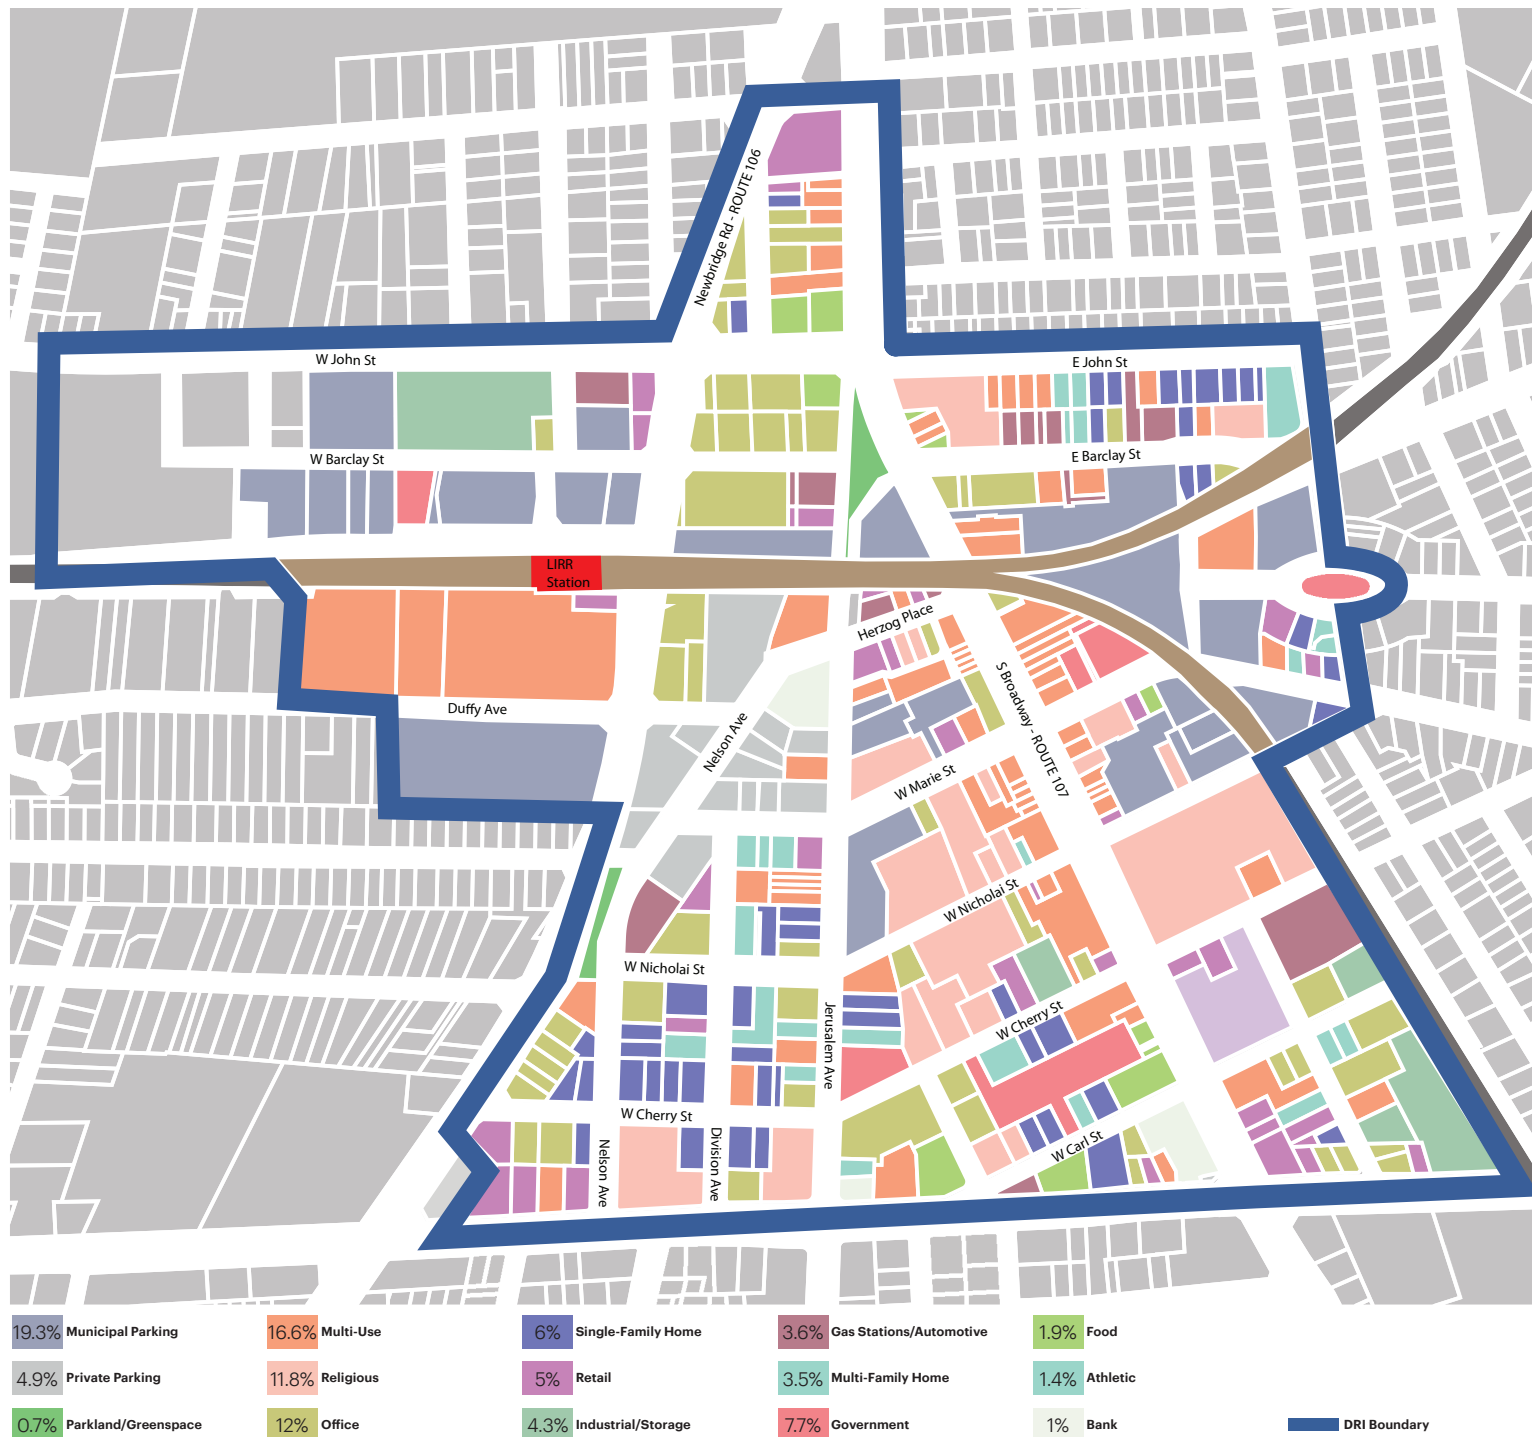 Newbridge Rd - ROUTE 106
W John St
E John St
W Barclay St
E Barclay St
LIRR
Station
Herzog Place
Duffy Ave
S Broadway - ROUTE 107
Nelson Ave
W Marie St
W Nicholai St
W Nicholai St
Jerusalem Ave
W Cherry St
W Cherry St
W Carl St
Nelson Ave
Division Ave
19.3% Municipal Parking
16.6% Multi-Use
6% Single-Family Home
3.6% Gas Stations/Automotive
1.9% Food
4.9% Private Parking
11.8% Religious
5% Retail
3.5% Multi-Family Home
1.4% Athletic
0.7% Parkland/Greenspace
12% Office
4.3% Industrial/Storage
7.7% Government
1% Bank
DRI Boundary